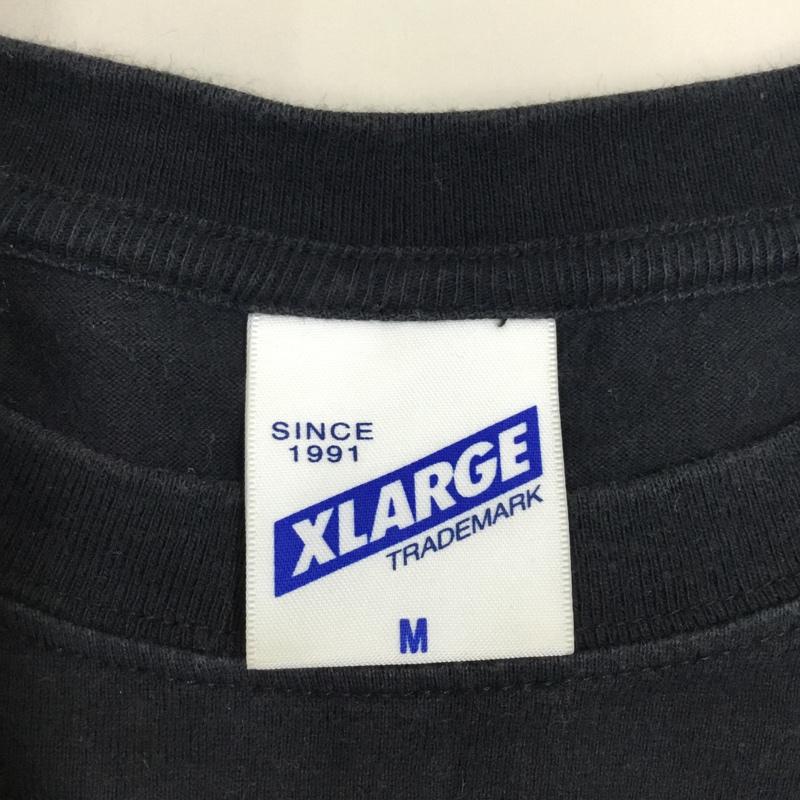 SINCE
1991
XLARGE
TRADEMARK
M